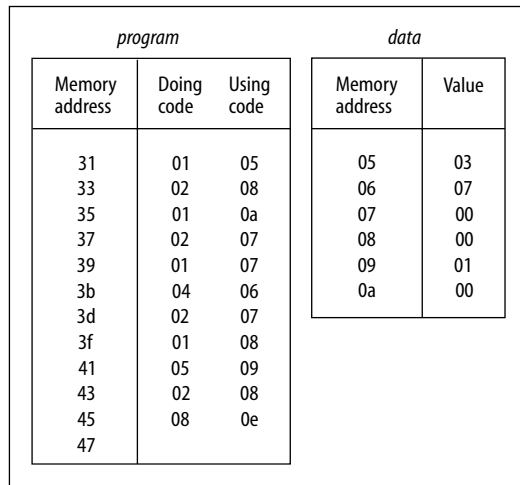 program data
Memory address Doing code Using code Memory address Value
31 01 05 05 03
33 02 08 06 07
35 01 0a 07 00
37 02 07 08 00
39 01 07 09 01
3b 04 06 0a 00
3d 02 07
3f 01 08
41 05 09
43 02 08
45 08 0e
47